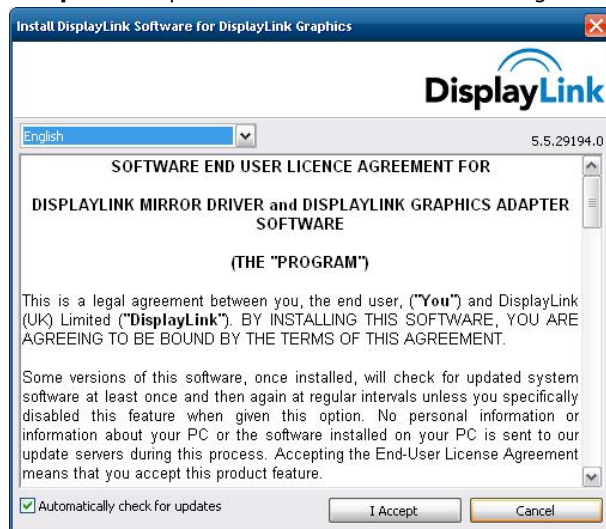 Install DisplayLink Software for DisplayLink Graphics
DisplayLink
English
5.5.29194.0
SOFTWARE END USER LICENCE AGREEMENT FOR
DISPLAYLINK MIRROR DRIVER and DISPLAYLINK GRAPHICS ADAPTER
SOFTWARE
(THE "PROGRAM")
This is a legal agreement between you, the end user, ("You") and DisplayLink
(UK) Limited ("DisplayLink"). BY INSTALLING THIS SOFTWARE, YOU ARE
AGREEING TO BE BOUND BY THE TERMS OF THIS AGREEMENT.
Some versions of this software, once installed, will check for updated system
software at least once and then again at regular intervals unless you specifically
disabled this feature when given this option. No personal information or
information about your PC or the software installed on your PC is sent to our
update servers during this process. Accepting the End-User License Agreement
means that you accept this product feature.
Automatically check for updates
I Accept
Cancel